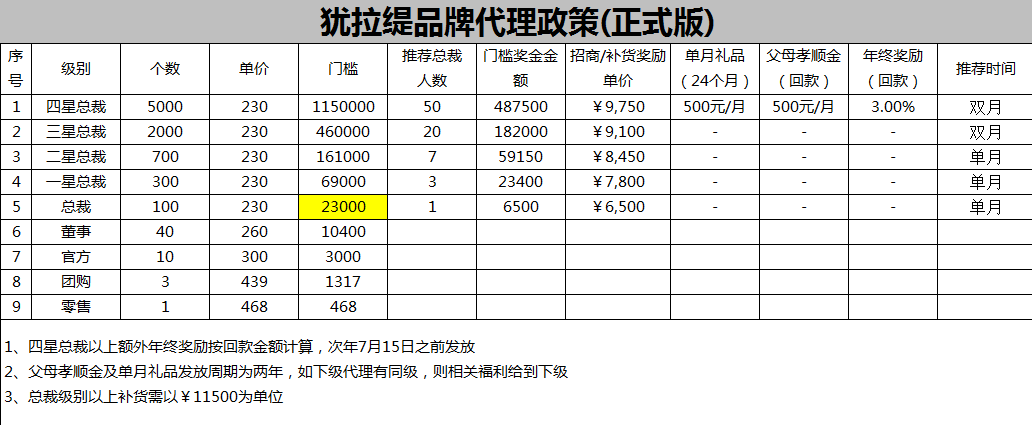 犹拉缇品牌代理政策(正式版)
序号 级别 个数 单价 门槛 推荐总裁人数 门槛奖金金额 招商/补货奖励单价 单月礼品（24个月） 父母孝顺金（回款） 年终奖励（回款） 推荐时间
1 四星总裁 5000 230 1150000 50 487500 ￥9,750 500元/月 500元/月 3.00% 双月
2 三星总裁 2000 230 460000 20 182000 ￥9,100 - - - 双月
3 二星总裁 700 230 161000 7 59150 ￥8,450 - - - 单月
4 一星总裁 300 230 69000 3 23400 ￥7,800 - - - 单月
5 总裁 100 230 23000 1 6500 ￥6,500 - - - 单月
6 董事 40 260 10400
7 官方 10 300 3000
8 团购 3 439 1317
9 零售 1 468 468
1、四星总裁以上额外年终奖励按回款金额计算，次年7月15日之前发放
2、父母孝顺金及单月礼品发放周期为两年，如下级代理有同级，则相关福利给到下级
3、总裁级别以上补货需以￥11500为单位